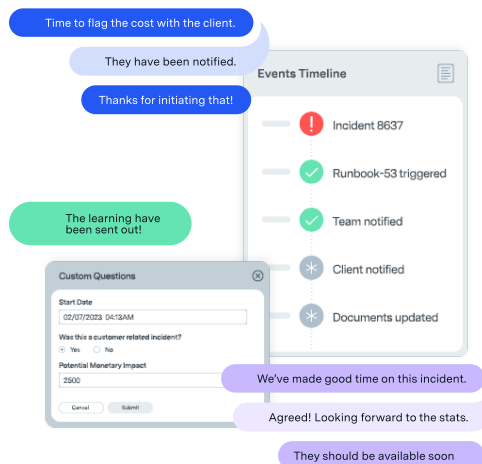 Time to flag the cost with the client.
They have been notified.
Thanks for initiating that!
Events Timeline
Incident 8637
Runbook-53 triggered
Team notified
Client notified
Documents updated
The learning have
been sent out!
Custom Questions
Start Date
02/07/2023 04:13AM
Was this a customer related incident?
Yes No
Potential Monetary Impact
2500
Cancel Submit
We've made good time on this incident.
Agreed! Looking forward to the stats.
They should be available soon